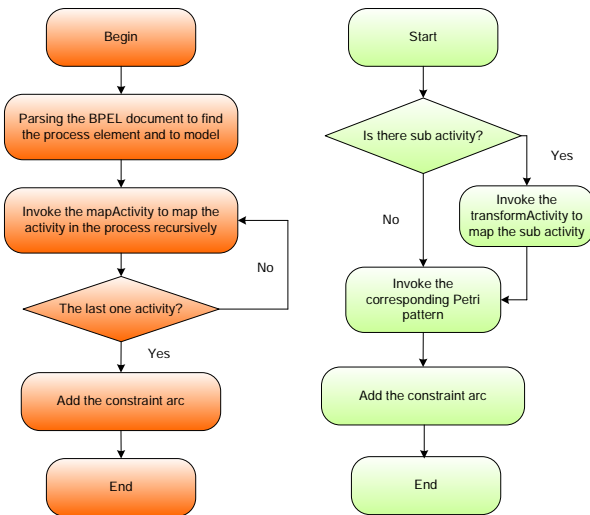 Begin
Parsing the BPEL document to find
the process element and to model
Invoke the mapActivity to map the
activity in the process recursively
No
The last one activity?
Yes
Add the constraint arc
End
Start
Is there sub activity?
Yes
Invoke the
transformActivity to
map the sub activity
No
Invoke the
corresponding Petri
pattern
Add the constraint arc
End